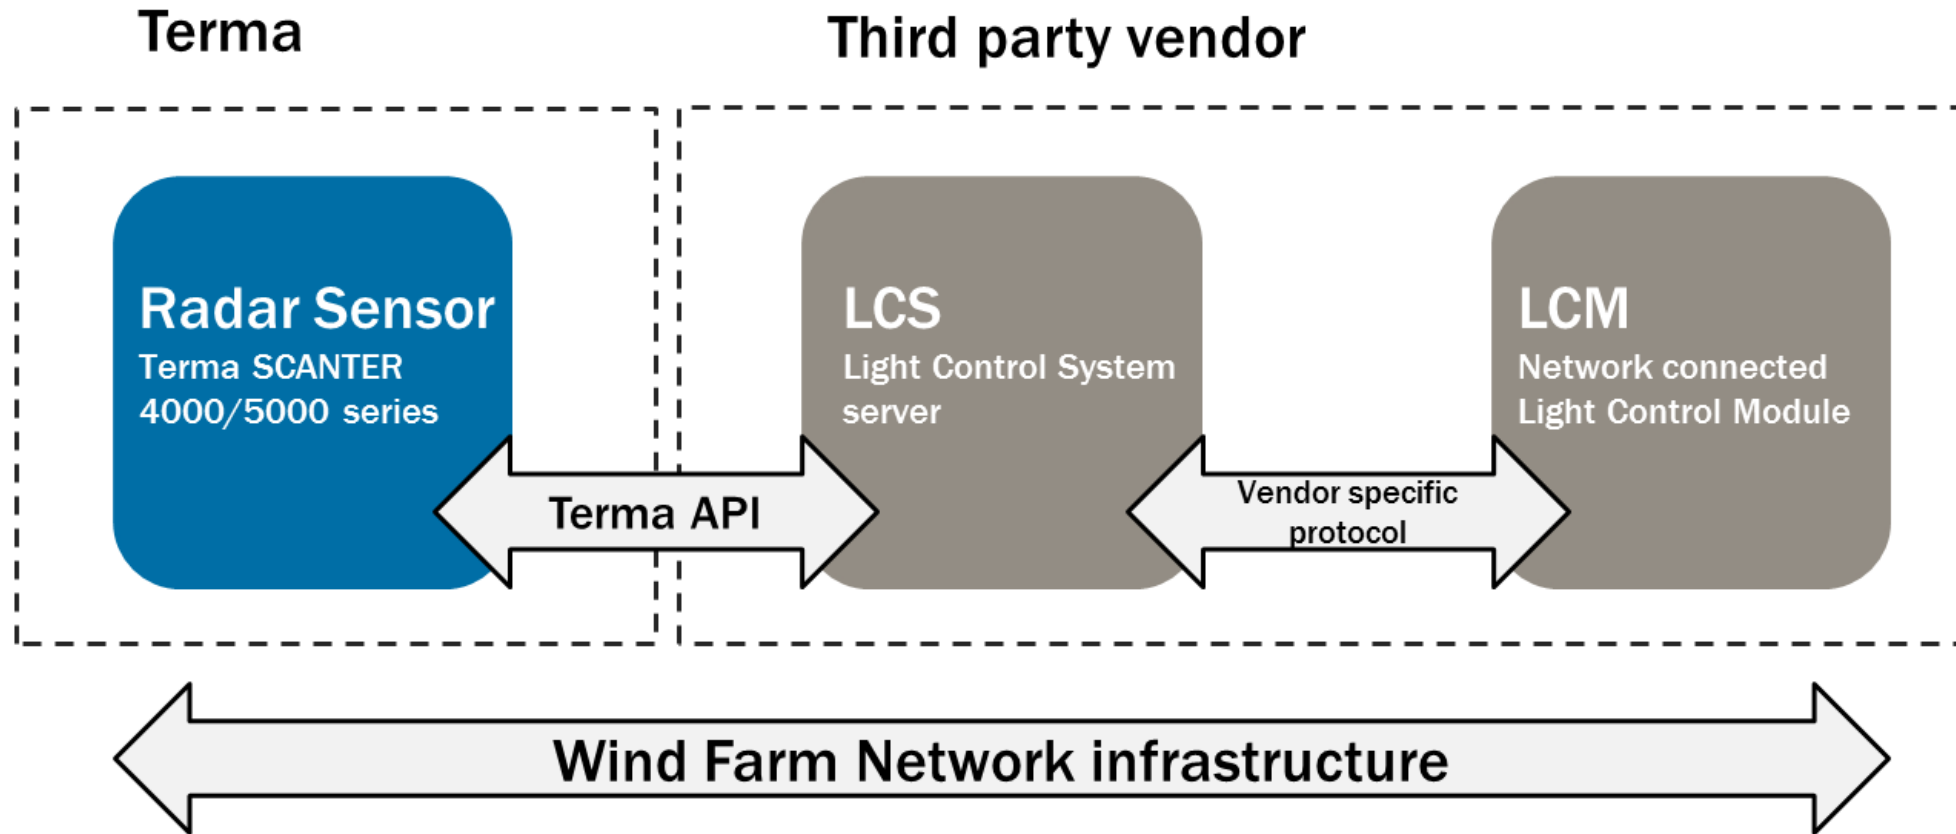 Terma
Third party vendor
Radar Sensor
Terma SCANTER
4000/5000 series
LCS
Light Control System
server
LCM
Network connected
Light Control Module
Terma API
Vendor specific
protocol
Wind Farm Network infrastructure